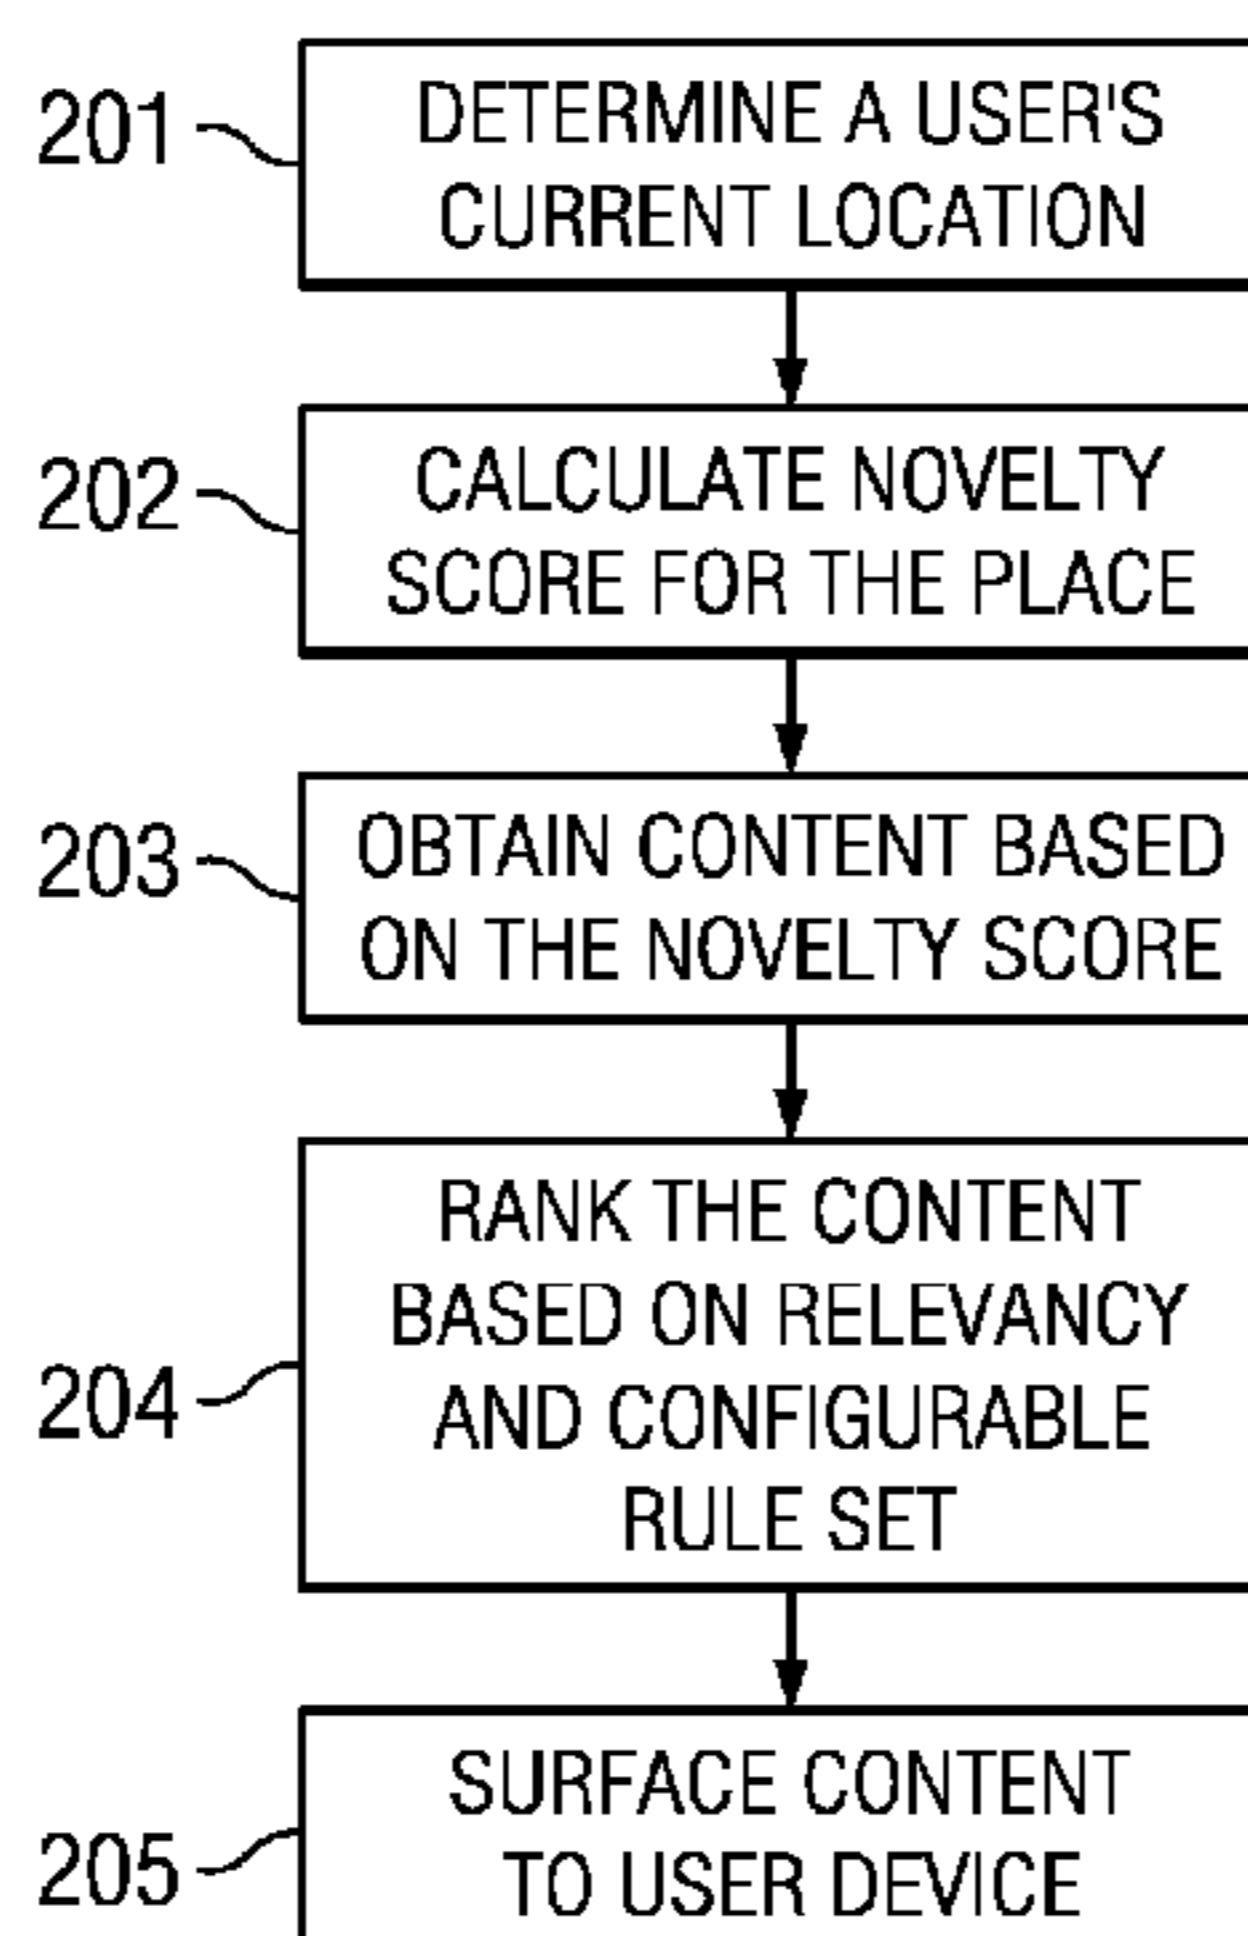 201
DETERMINE A USER'S
CURRENT LOCATION
202
CALCULATE NOVELTY
SCORE FOR THE PLACE
203
OBTAIN CONTENT BASED
ON THE NOVELTY SCORE
204
RANK THE CONTENT
BASED ON RELEVANCY
AND CONFIGURABLE
RULE SET
205
SURFACE CONTENT
TO USER DEVICE